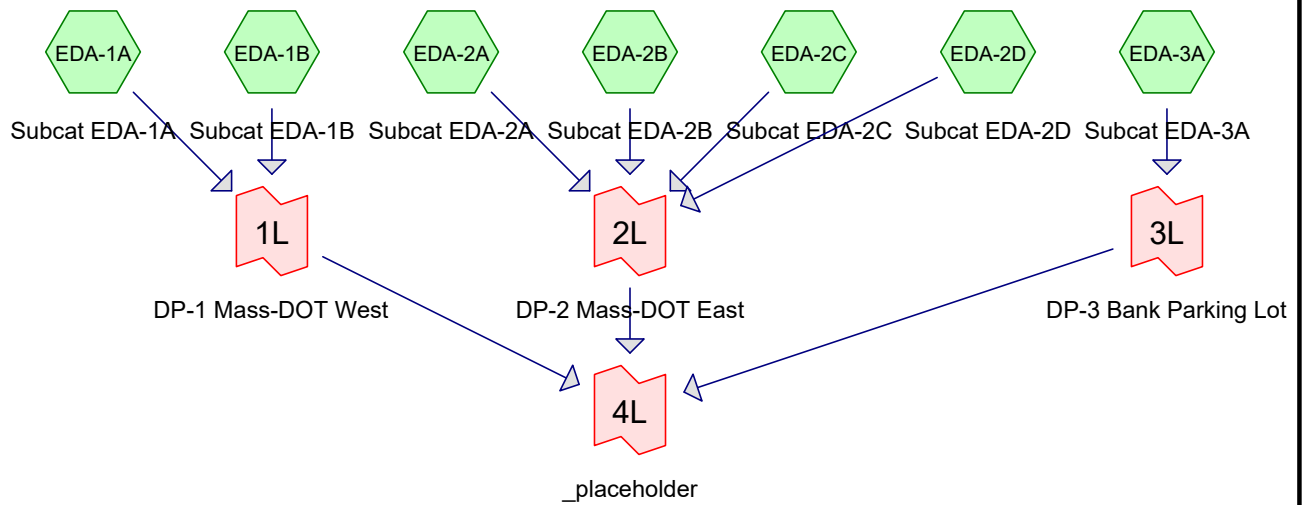 EDA-1A EDA-1B EDA-2A EDA-2B EDA-2C EDA-2D EDA-3A
Subcat EDA-1A Subcat EDA-1B Subcat EDA-2A Subcat EDA-2B Subcat EDA-2C Subcat EDA-2D Subcat EDA-3A
1L 2L 3L
DP-1 Mass-DOT West DP-2 Mass-DOT East DP-3 Bank Parking Lot
4L
_placeholder